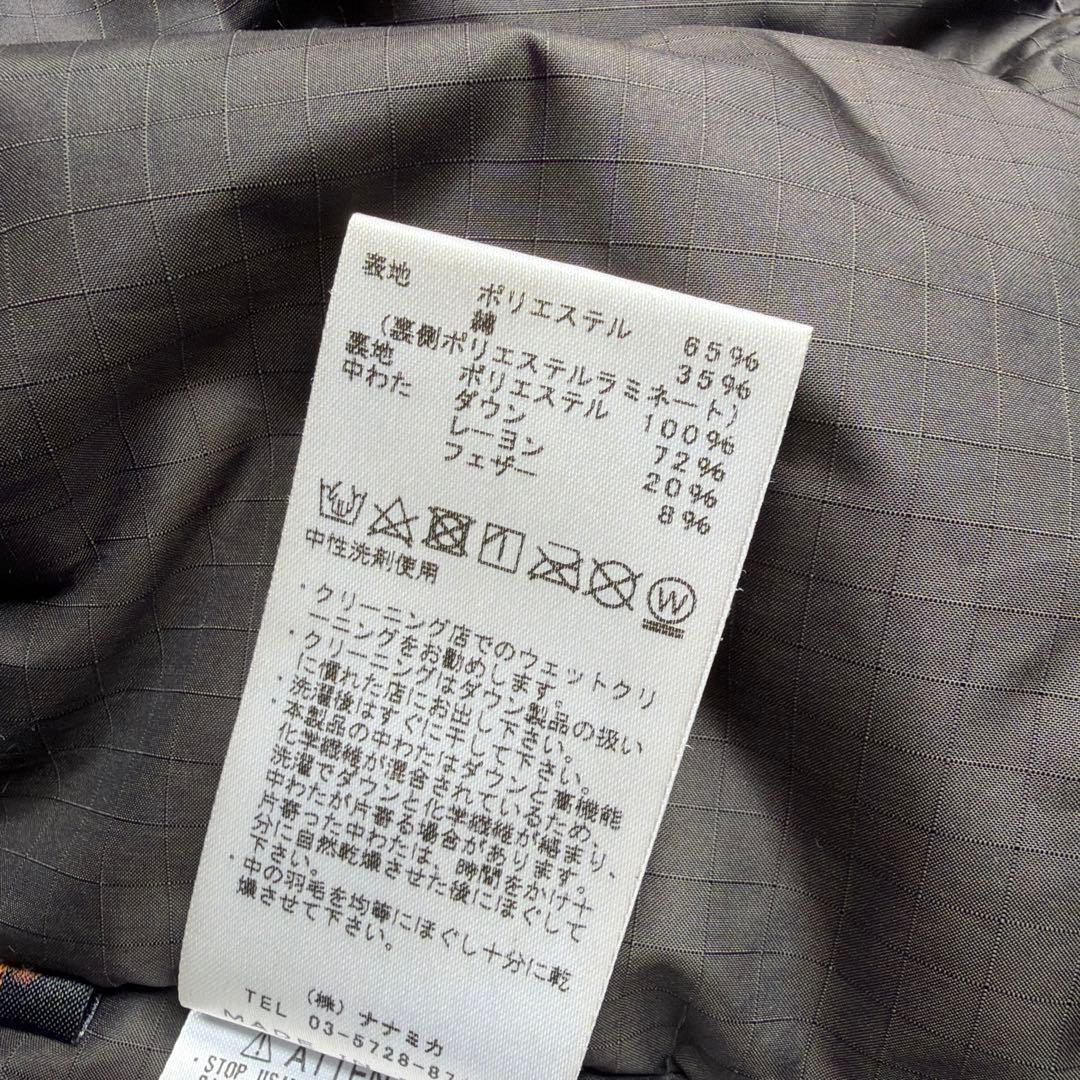 表地 ポリエステル 65%
綿 35%
(裏側ポリエステルラミネート)
裏地 ポリエステル 100%
中わた ダウン 72%
レーヨン 20%
フェザー 8%
W
中性洗剤使用
・クリーニング店でのウェットクリ
ーニングをお勧めします。
・クリーニングはダウン製品の扱い
に慣れた店にお出し下さい。
・洗濯後はすぐに干して下さい。
・本製品の中わたはダウンと高機能
化学繊維が混合されているため、
洗濯でダウンと化学繊維が絡まり、
中わたが片寄る場合があります。
片寄った中わたは、時間をかけ十
分に自然乾燥させた後にほぐして
下さい。
・中の羽毛を均等にほぐし十分に乾
燥させて下さい。
(株)ナナミカ
TEL 03-5728-87
MADE
ATTEN
・STOP